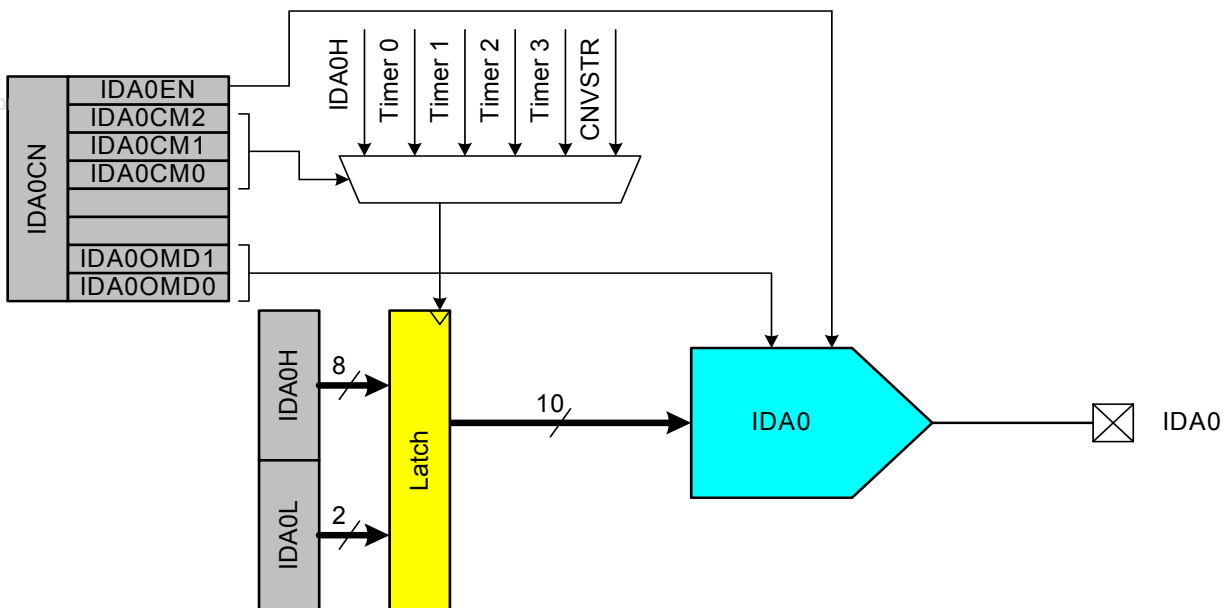 IDA0EN
IDA0CM2
IDA0CM1
IDA0CM0
IDA0OMD1
IDA0OMD0
IDA0CN
IDA0H
Timer 0
Timer 1
Timer 2
Timer 3
CNVSTR
IDA0H
IDA0L
8
2
Latch
10
IDA0
IDA0